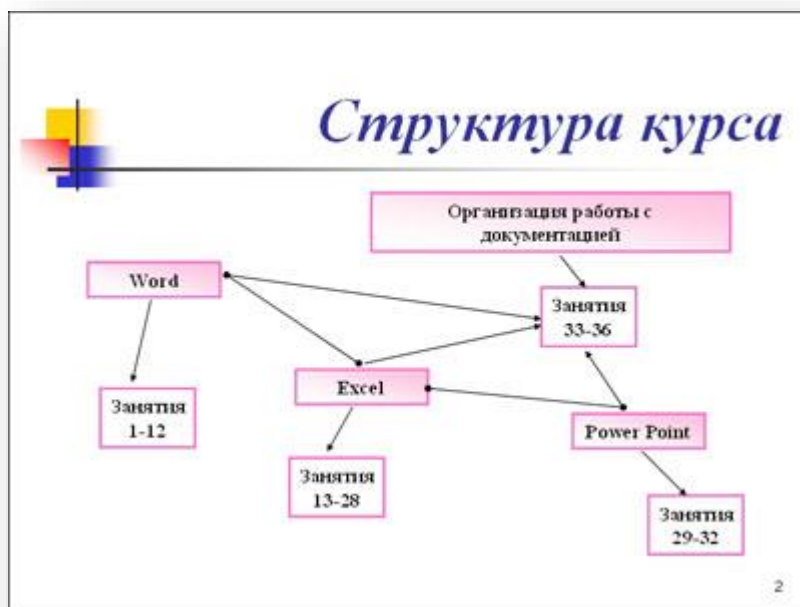 Структура курса
Организация работы с
документацией
Word
Занятия
33-36
Excel
Занятия
1-12
Power Point
Занятия
13-28
Занятия
29-32
2